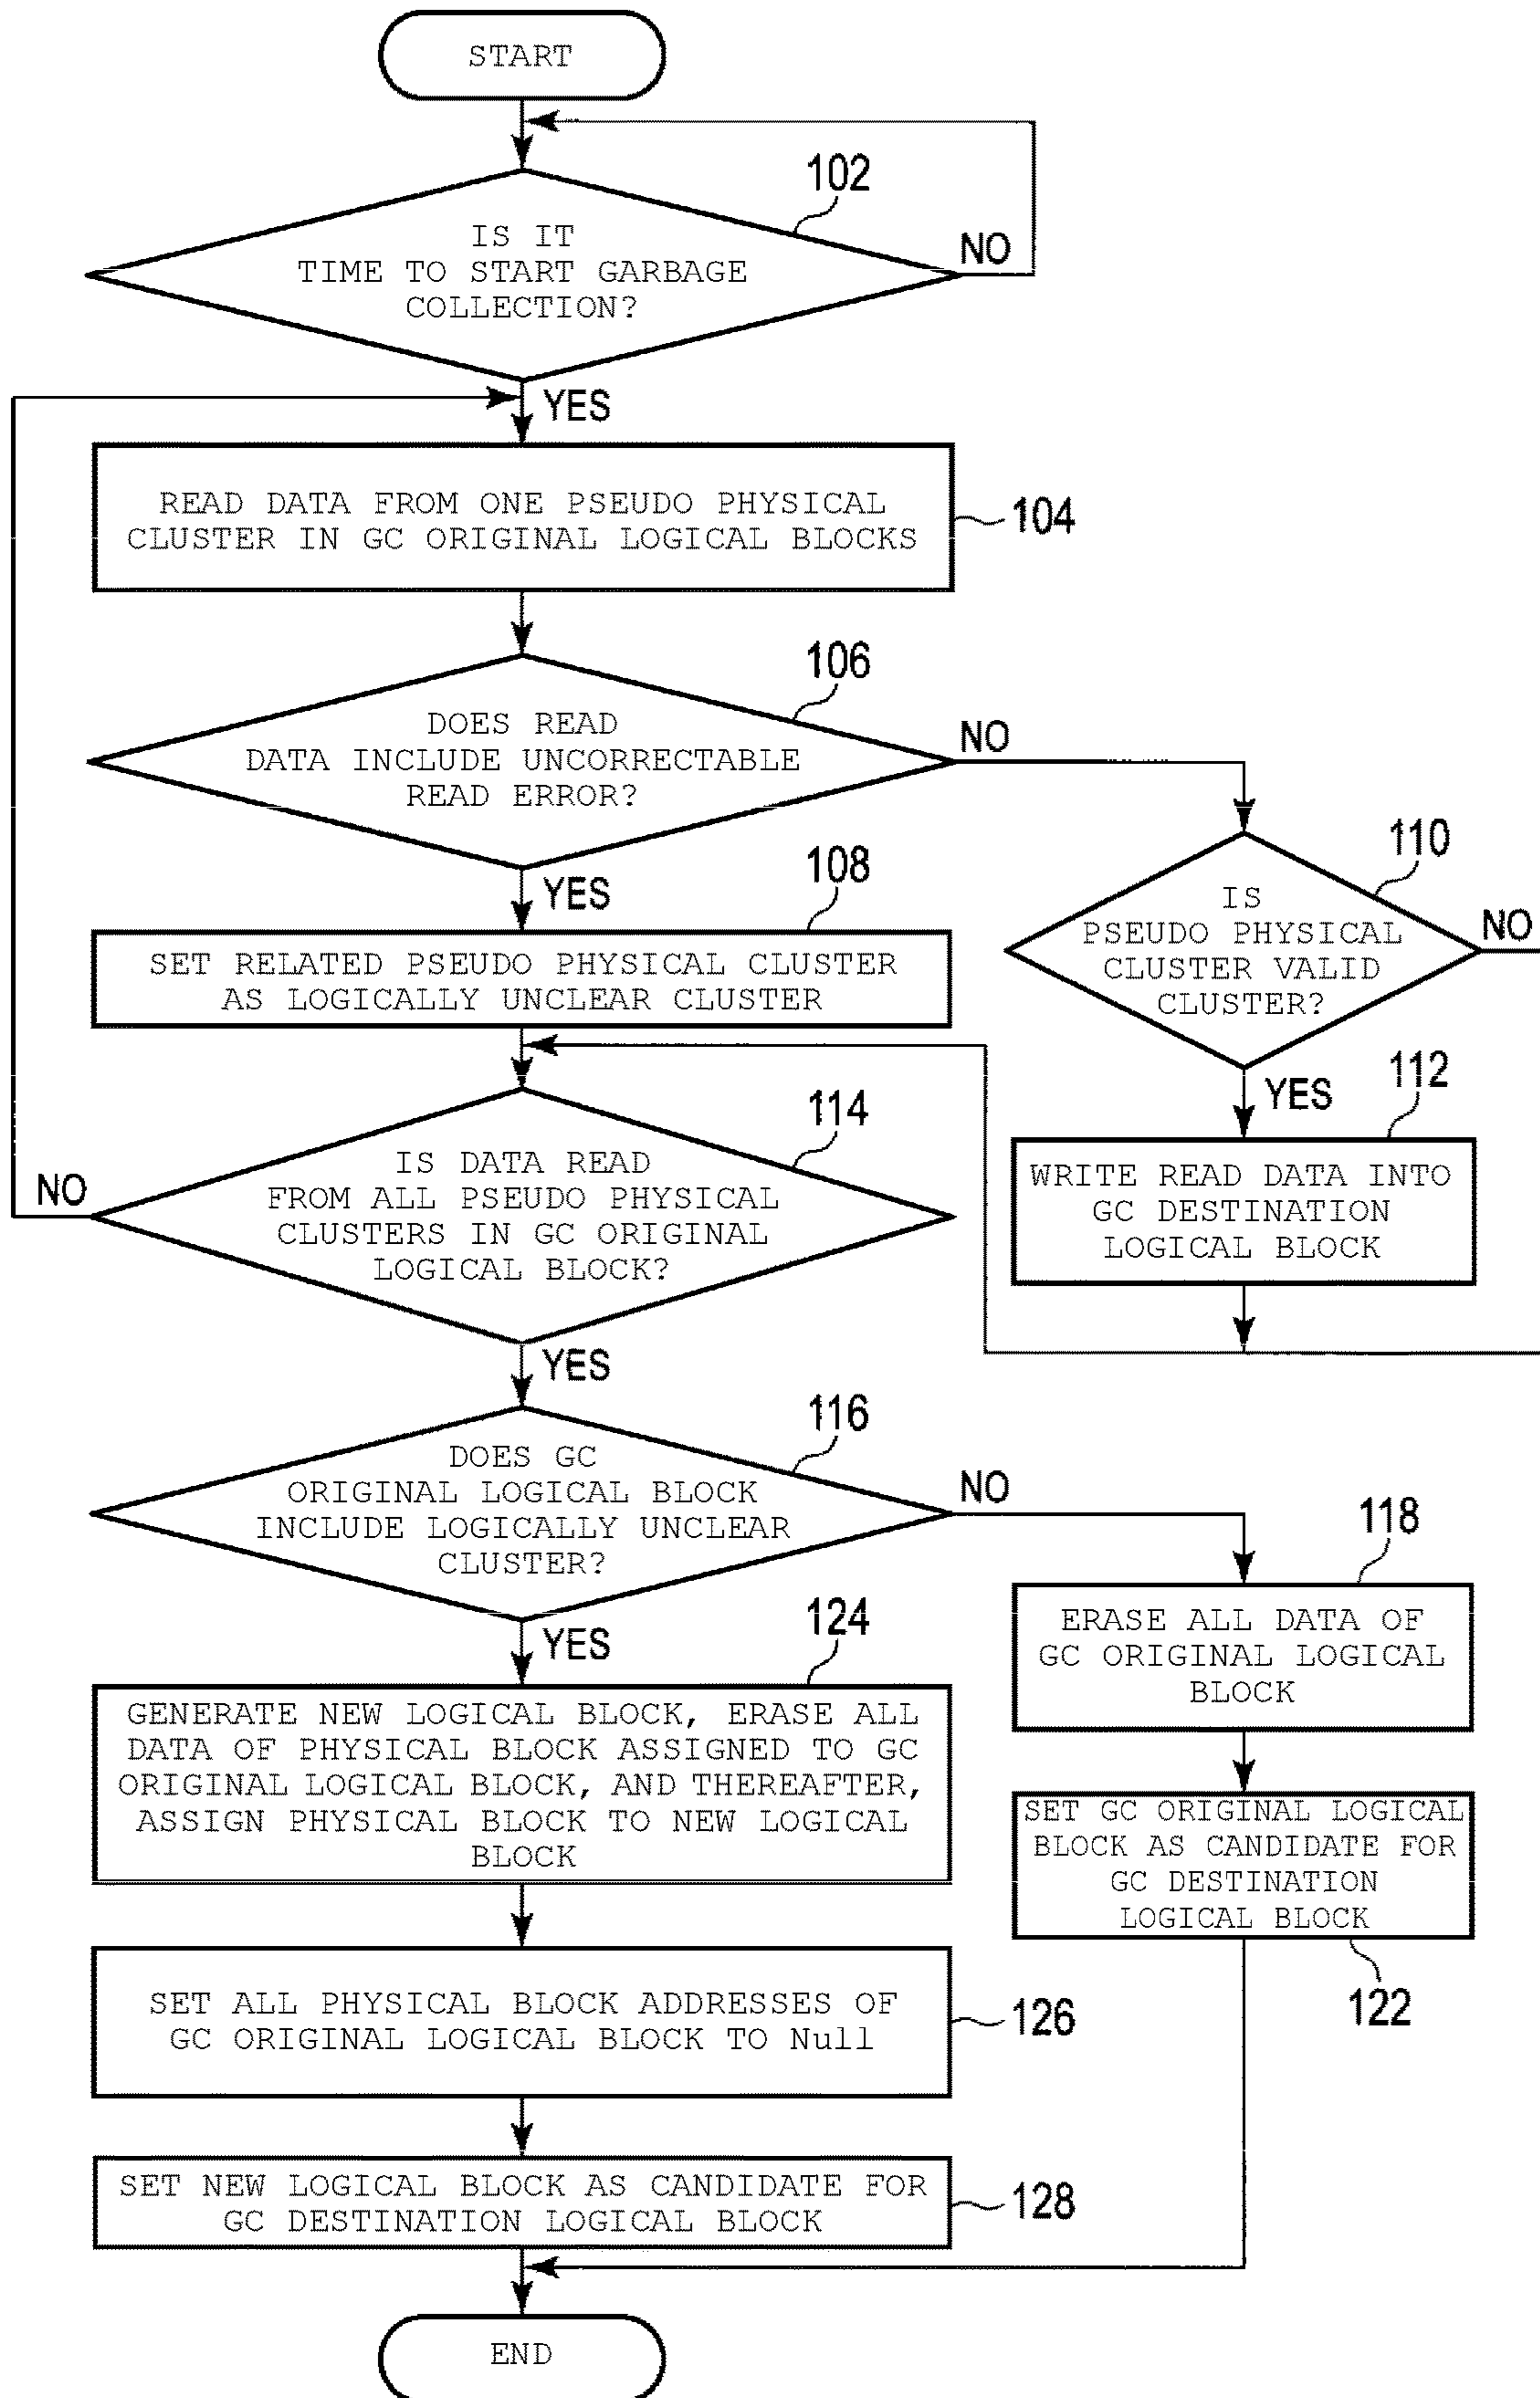 START
102
IS IT
TIME TO START GARBAGE
COLLECTION?
NO
YES
READ DATA FROM ONE PSEUDO PHYSICAL
CLUSTER IN GC ORIGINAL LOGICAL BLOCKS
104
106
DOES READ
DATA INCLUDE UNCORRECTABLE
READ ERROR?
NO
YES
108
SET RELATED PSEUDO PHYSICAL CLUSTER
AS LOGICALLY UNCLEAR CLUSTER
110
IS
PSEUDO PHYSICAL
CLUSTER VALID
CLUSTER?
NO
YES
112
WRITE READ DATA INTO
GC DESTINATION
LOGICAL BLOCK
114
IS DATA READ
FROM ALL PSEUDO PHYSICAL
CLUSTERS IN GC ORIGINAL
LOGICAL BLOCK?
NO
YES
116
DOES GC
ORIGINAL LOGICAL BLOCK
INCLUDE LOGICALLY UNCLEAR
CLUSTER?
NO
YES
118
ERASE ALL DATA OF
GC ORIGINAL LOGICAL
BLOCK
SET GC ORIGINAL LOGICAL
BLOCK AS CANDIDATE FOR
GC DESTINATION
LOGICAL BLOCK
122
124
GENERATE NEW LOGICAL BLOCK, ERASE ALL
DATA OF PHYSICAL BLOCK ASSIGNED TO GC
ORIGINAL LOGICAL BLOCK, AND THEREAFTER,
ASSIGN PHYSICAL BLOCK TO NEW LOGICAL
BLOCK
SET ALL PHYSICAL BLOCK ADDRESSES OF
GC ORIGINAL LOGICAL BLOCK TO Null
126
SET NEW LOGICAL BLOCK AS CANDIDATE FOR
GC DESTINATION LOGICAL BLOCK
128
END